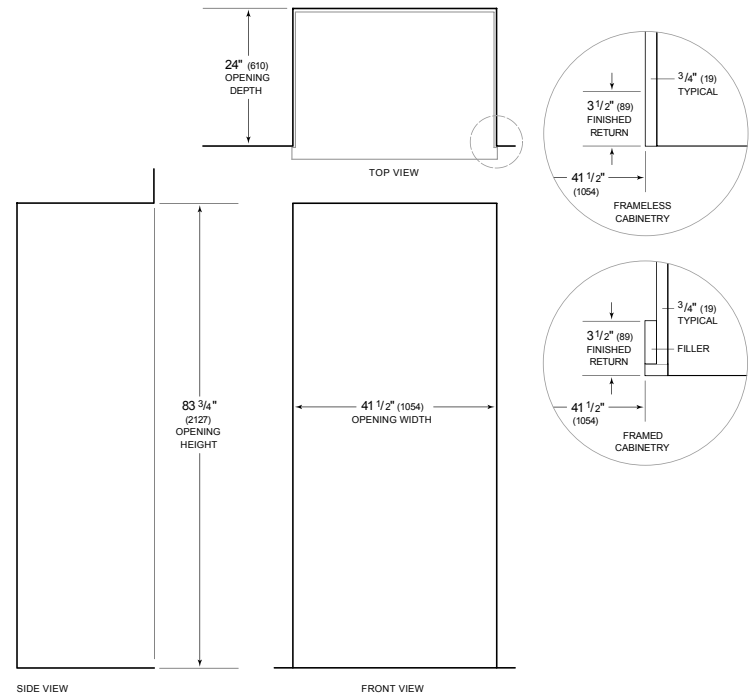 24" (610)
OPENING
DEPTH
TOP VIEW
3/4" (19)
TYPICAL
3 1/2" (89)
FINISHED
RETURN
41 1/2"
(1054)
FRAMELESS
CABINETRY
3/4" (19)
TYPICAL
3 1/2" (89)
FINISHED
RETURN
FILLER
41 1/2"
(1054)
FRAMED
CABINETRY
83 3/4"
(2127)
OPENING
HEIGHT
41 1/2" (1054)
OPENING WIDTH
SIDE VIEW
FRONT VIEW